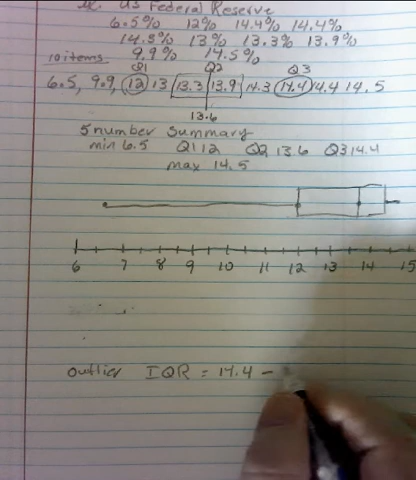 US Federal Reserve
6.5% 12% 14.4% 14.4%
14.3% 13% 13.3% 13.9%
9.9% 14.5%
10 items Q1 Q2 Q3
6.5, 9.9, 12 13 13.3 13.9 14.3 14.4 14.4 14.5
13.6
5 number summary
min 6.5 Q1 12 Q2 13.6 Q3 14.4
max 14.5
6 7 8 9 10 11 12 13 14 15
outlier IQR = 14.4 -